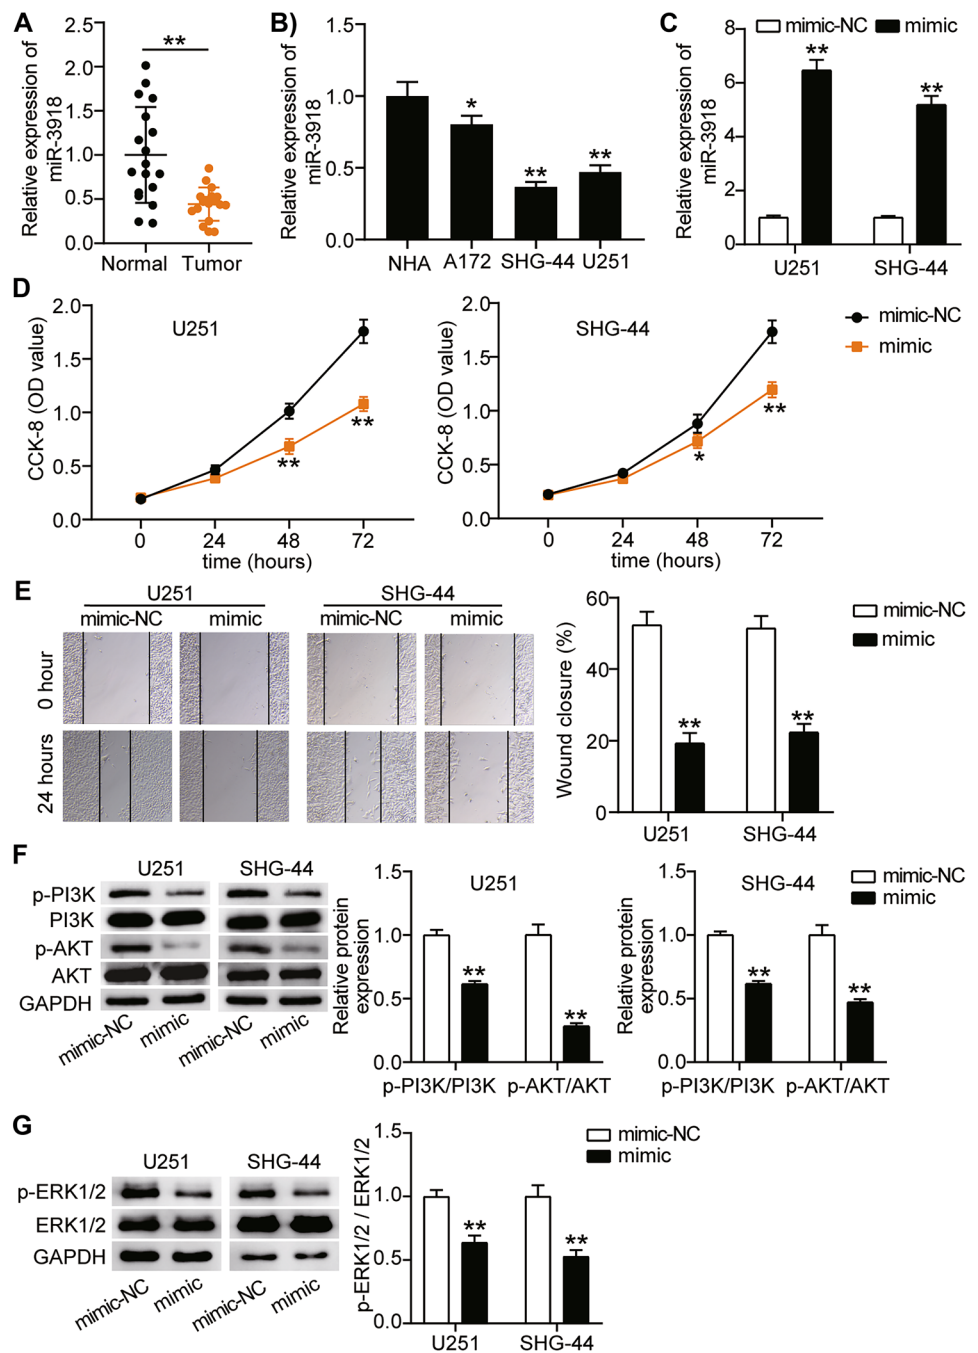 A
Relative expression of
miR-3918
2.5
2.0
1.5
1.0
0.5
0.0
**
Normal Tumor
B)
Relative expression of
miR-3918
1.5
1.0
0.5
0.0
*
**
**
NHA A172 SHG-44 U251
C
mimic-NC mimic
Relative expression of
miR-3918
8
6
4
2
0
**
**
U251 SHG-44
D
U251
CCK-8 (OD value)
2.0
1.5
1.0
0.5
0.0
**
**
0 24 48 72
time (hours)
SHG-44
CCK-8 (OD value)
2.0
1.5
1.0
0.5
0.0
*
**
0 24 48 72
time (hours)
mimic-NC
mimic
E
U251 SHG-44
mimic-NC mimic mimic-NC mimic
0 hour
24 hours
Wound closure (%)
60
40
20
0
**
**
U251 SHG-44
mimic-NC
mimic
F
U251 SHG-44
p-PI3K
PI3K
p-AKT
AKT
GAPDH
mimic-NC mimic mimic-NC mimic
U251
Relative protein
expression
1.5
1.0
0.5
0.0
**
**
p-PI3K/PI3K p-AKT/AKT
SHG-44
Relative protein
expression
1.5
1.0
0.5
0.0
**
**
p-PI3K/PI3K p-AKT/AKT
mimic-NC
mimic
G
U251 SHG-44
p-ERK1/2
ERK1/2
GAPDH
mimic-NC mimic mimic-NC mimic
p-ERK1/2 / ERK1/2
1.5
1.0
0.5
0.0
**
**
U251 SHG-44
mimic-NC
mimic